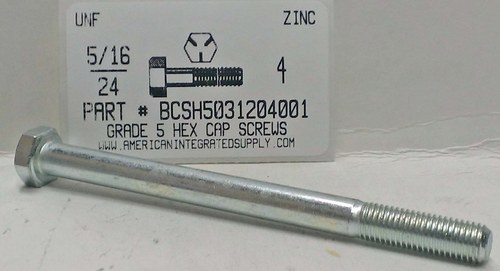 UNF ZINC
5/16
24
4
PART # BCSH5031204001
GRADE 5 HEX CAP SCREWS
WWW.AMERICANINTEGRATEDSUPPLY.COM